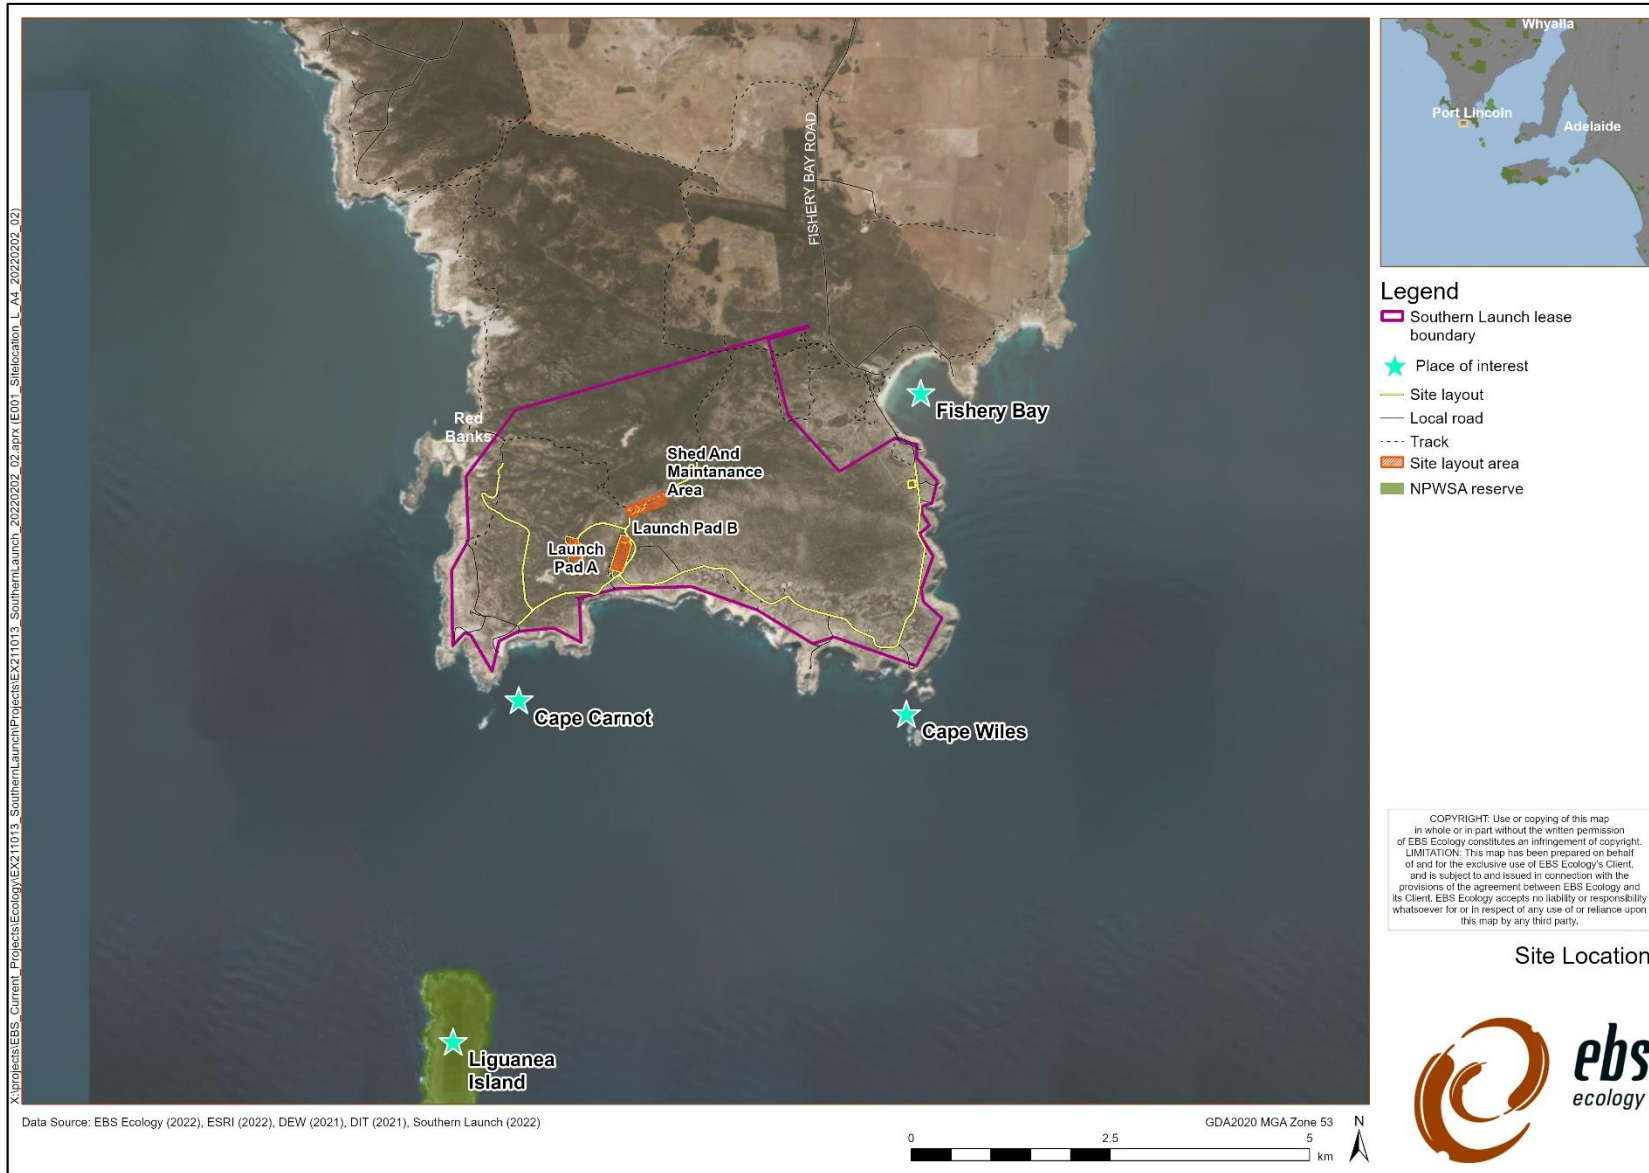 X:\projects\EBS_Current_Projects\Ecology\EX211013_SouthernLaunch\Projects\EX211013_SouthernLaunch_20220202_02.aprx (E001_Sitelocation_L_A4_20220202_02)
FISHERY BAY ROAD
Red
Banks
Fishery Bay
Shed And
Maintanance
Area
Launch Pad B
Launch
Pad A
Cape Carnot
Cape Wiles
Liguanea
Island
Whyalla
Port Lincoln
Adelaide
Legend
Southern Launch lease
boundary
Place of interest
Site layout
Local road
Track
Site layout area
NPWSA reserve
COPYRIGHT: Use or copying of this map
in whole or in part without the written permission
of EBS Ecology constitutes an infringement of copyright.
LIMITATION: This map has been prepared on behalf
of and for the exclusive use of EBS Ecology's Client,
and is subject to and issued in connection with the
provisions of the agreement between EBS Ecology and
its Client. EBS Ecology accepts no liability or responsibility
whatsoever for or in respect of any use of or reliance upon
this map by any third party.
Site Location
ebs
ecology
Data Source: EBS Ecology (2022), ESRI (2022), DEW (2021), DIT (2021), Southern Launch (2022)
GDA2020 MGA Zone 53
N
0 2.5 5
km